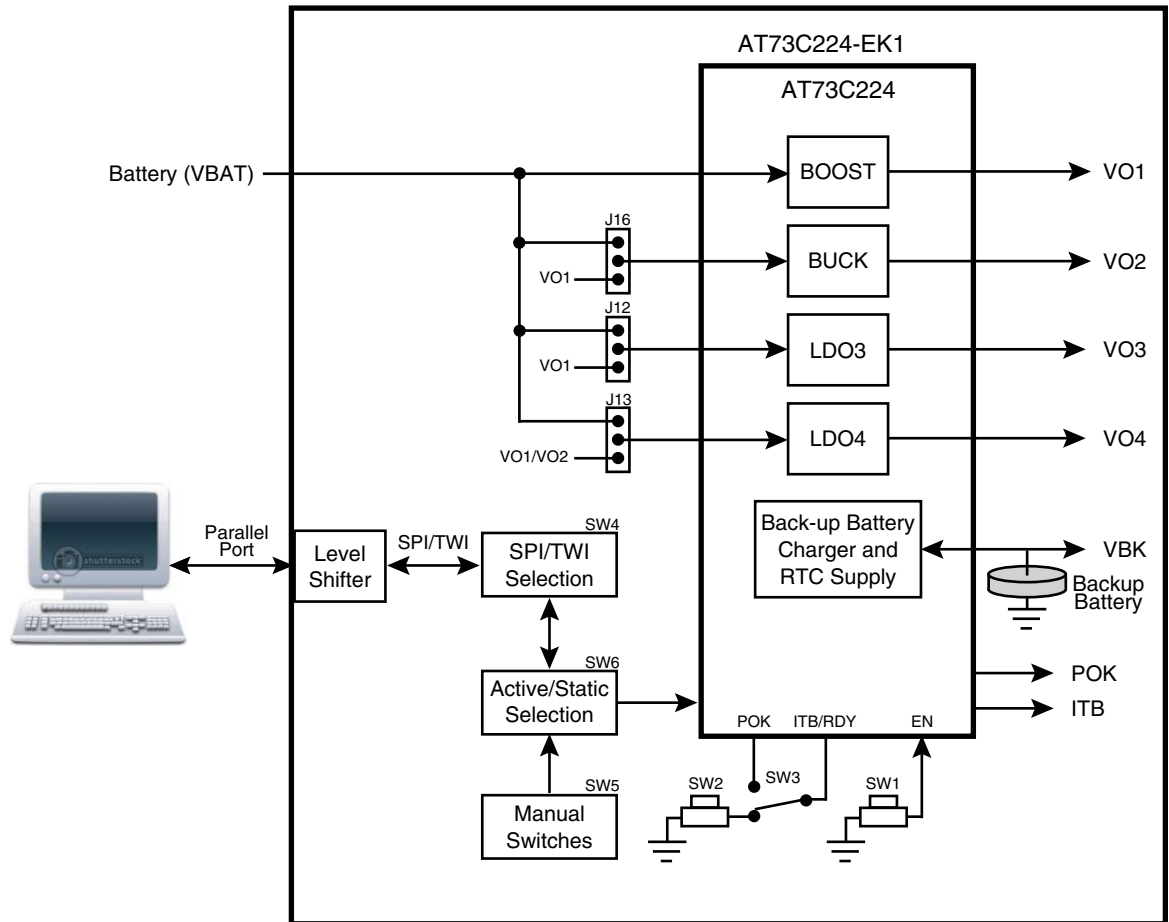 AT73C224-EK1
AT73C224
Battery (VBAT)
BOOST
VO1
J16
VO1
BUCK
VO2
J12
VO1
LDO3
VO3
J13
VO1/VO2
LDO4
VO4
Parallel
Port
shutterstock
Level
Shifter
SPI/TWI
SW4
SPI/TWI
Selection
Back-up Battery
Charger and
RTC Supply
VBK
Backup
Battery
SW6
Active/Static
Selection
POK
ITB
POK
ITB/RDY
EN
SW5
Manual
Switches
SW2
SW3
SW1